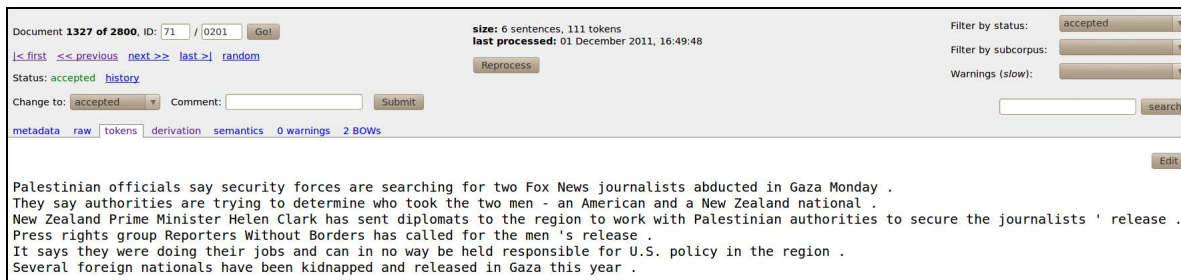 Document 1327 of 2800, ID: 71 / 0201 Go!
|< first << previous next >> last >| random
Status: accepted history
Change to: accepted Comment: Submit
size: 6 sentences, 111 tokens
last processed: 01 December 2011, 16:49:48
Reprocess
Filter by status: accepted
Filter by subcorpus:
Warnings (slow):
search
metadata raw tokens derivation semantics 0 warnings 2 BOWs
Edit
Palestinian officials say security forces are searching for two Fox News journalists abducted in Gaza Monday .
They say authorities are trying to determine who took the two men - an American and a New Zealand national .
New Zealand Prime Minister Helen Clark has sent diplomats to the region to work with Palestinian authorities to secure the journalists ' release .
Press rights group Reporters Without Borders has called for the men 's release .
It says they were doing their jobs and can in no way be held responsible for U.S. policy in the region .
Several foreign nationals have been kidnapped and released in Gaza this year .